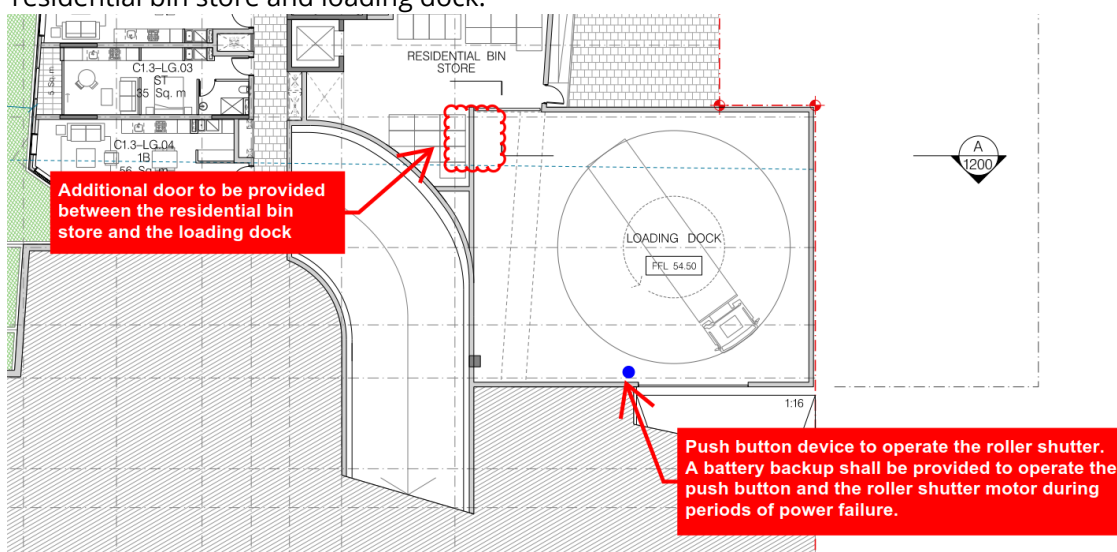 residential bin store and loading dock.
RESIDENTIAL BIN
STORE
C1.3-LG.03
ST
35 Sq. m
5 Sq. m
C1.3-LG.04
1B
56 Sq. m
A
1200
Additional door to be provided
between the residential bin
store and the loading dock
LOADING DOCK
FFL 54.50
1:16
Push button device to operate the roller shutter.
A battery backup shall be provided to operate the
push button and the roller shutter motor during
periods of power failure.